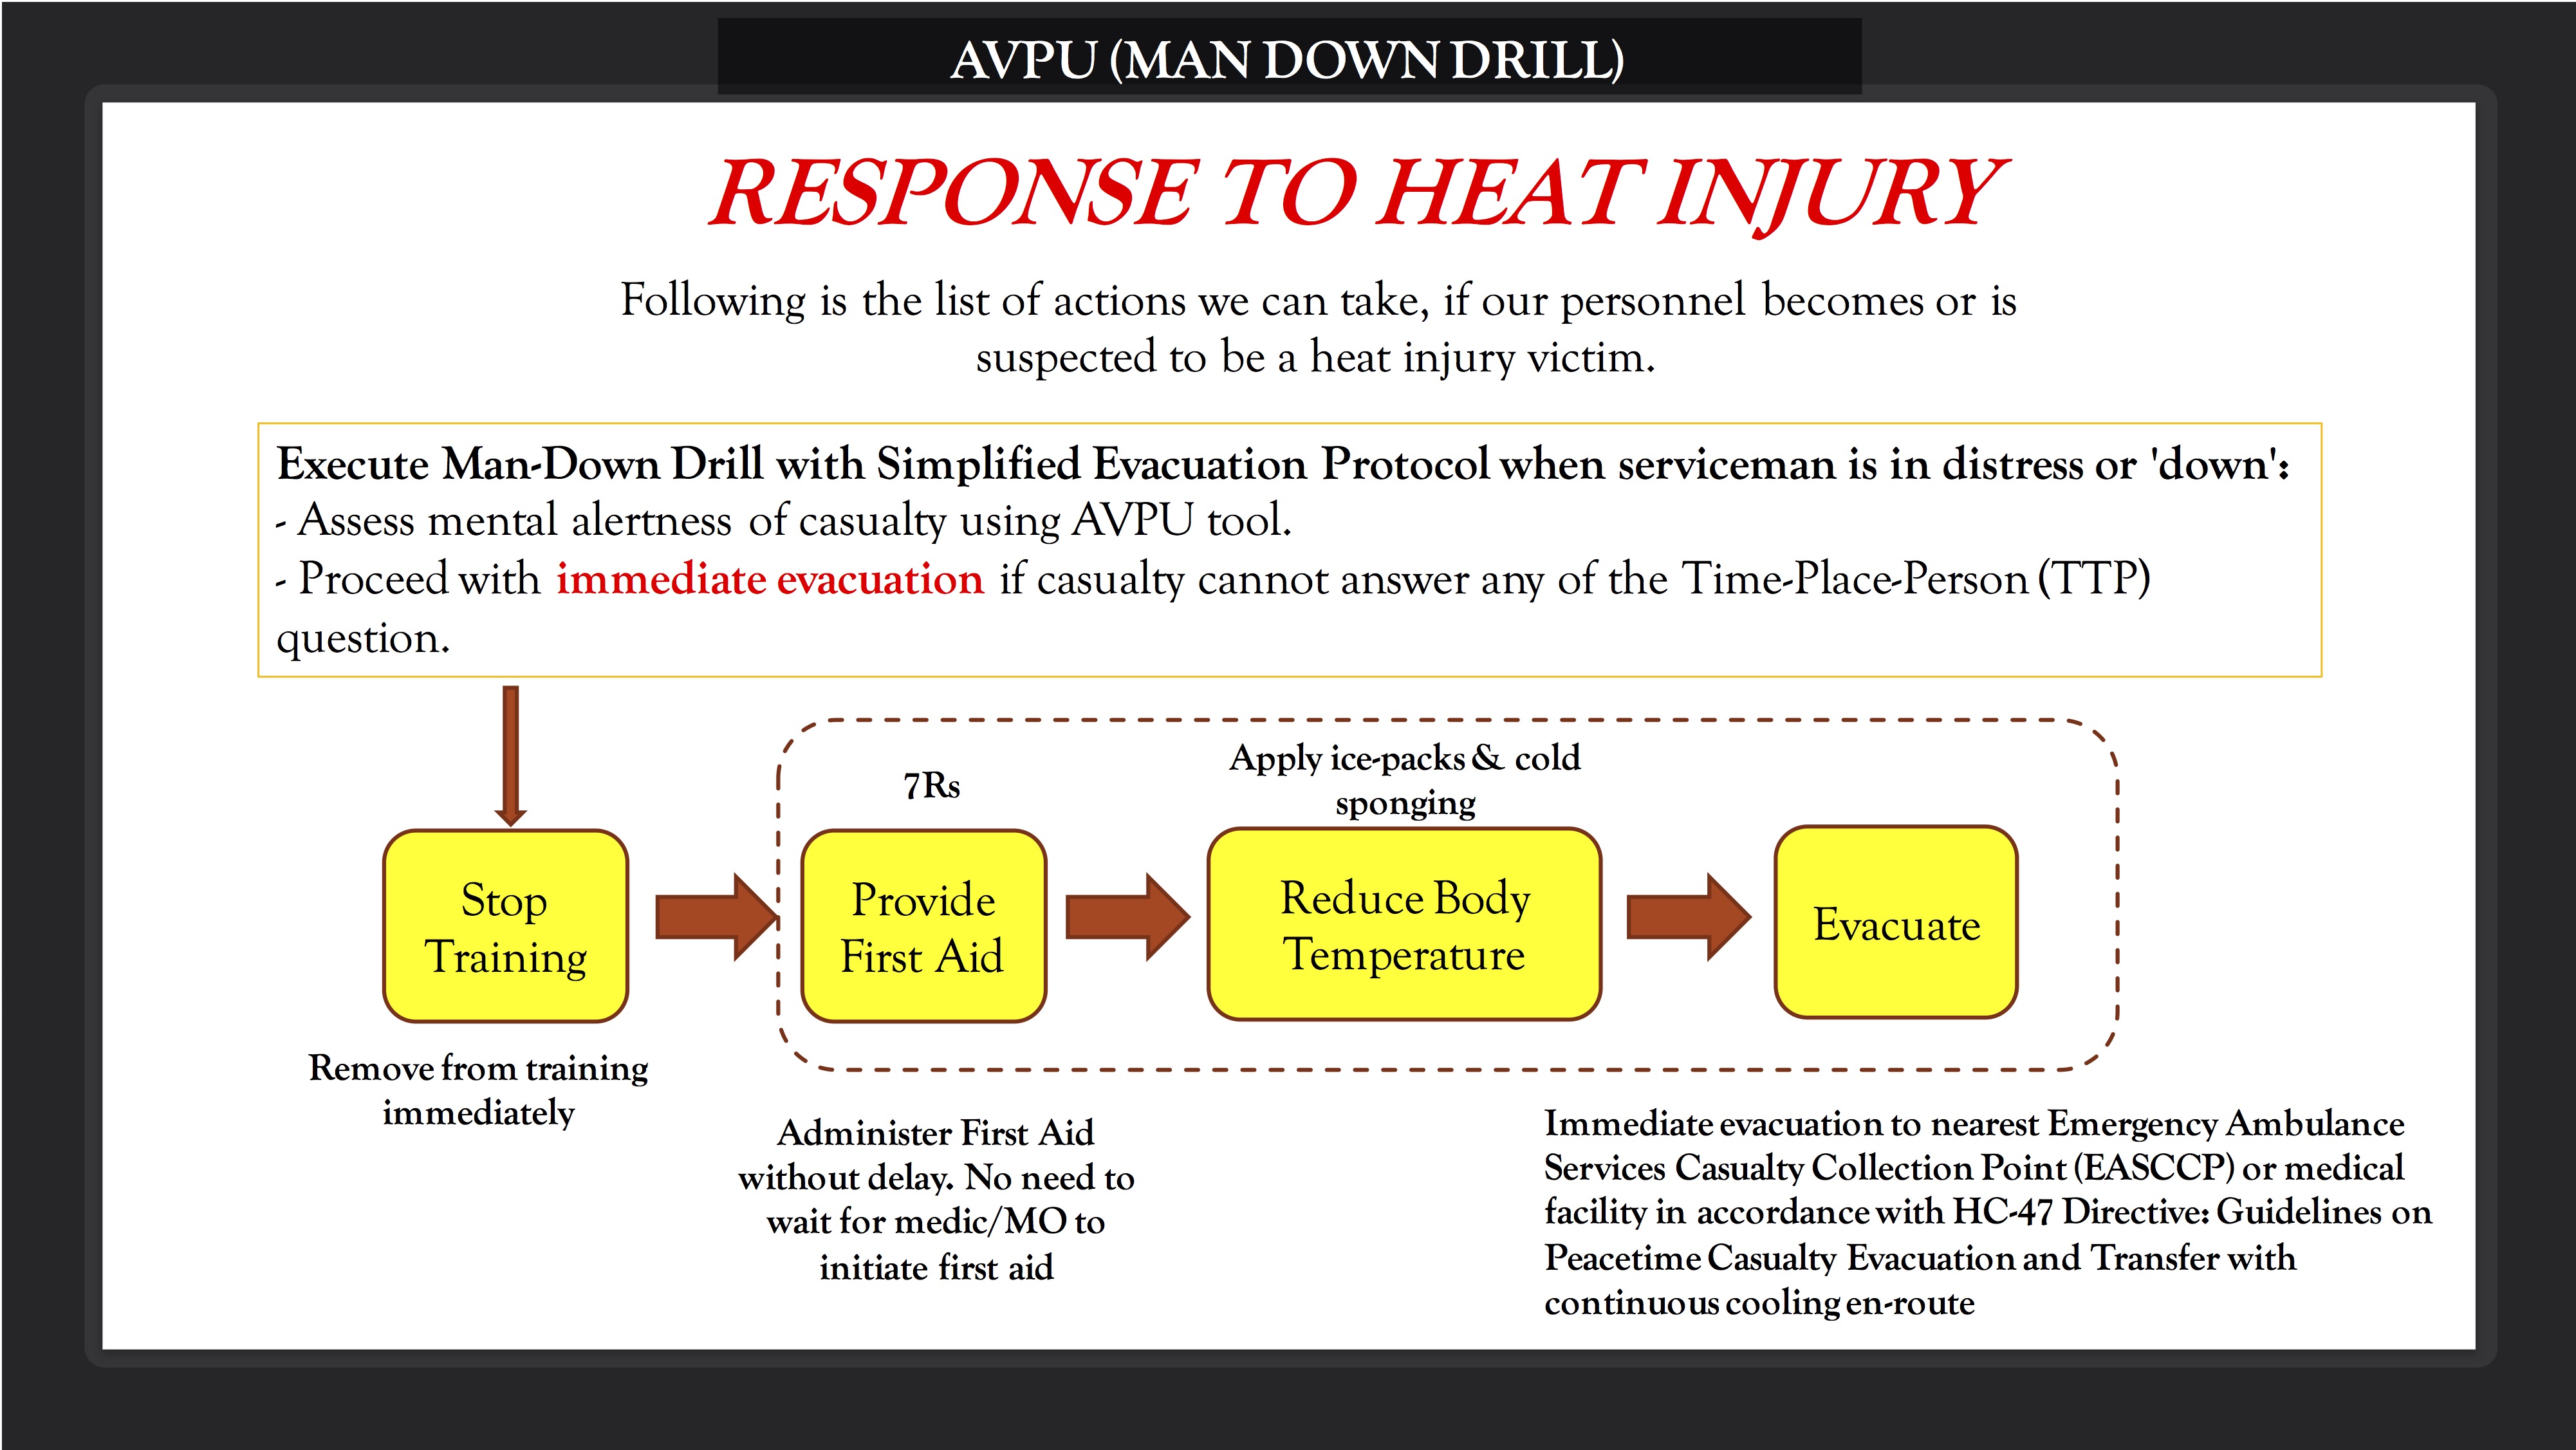 AVPU (MAN DOWN DRILL)
RESPONSE TO HEAT INJURY
Following is the list of actions we can take, if our personnel becomes or is
suspected to be a heat injury victim.
Execute Man-Down Drill with Simplified Evacuation Protocol when serviceman is in distress or 'down':
- Assess mental alertness of casualty using AVPU tool.
- Proceed with immediate evacuation if casualty cannot answer any of the Time-Place-Person (TTP)
question.
Stop
Training
Remove from training
immediately
7Rs
Provide
First Aid
Administer First Aid
without delay. No need to
wait for medic/MO to
initiate first aid
Apply ice-packs & cold
sponging
Reduce Body
Temperature
Evacuate
Immediate evacuation to nearest Emergency Ambulance
Services Casualty Collection Point (EASCCP) or medical
facility in accordance with HC-47 Directive: Guidelines on
Peacetime Casualty Evacuation and Transfer with
continuous cooling en-route